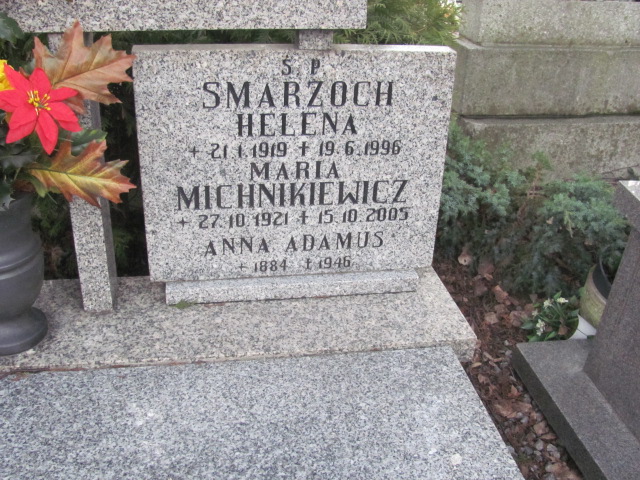 Ś P
SMARZOCH
HELENA
+ 21.1.1919 + 19.6.1996
MARIA
MICHNIKIEWICZ
+ 27.10.1921 + 15.10.2005
ANNA ADAMUS
+ 1884 + 1946